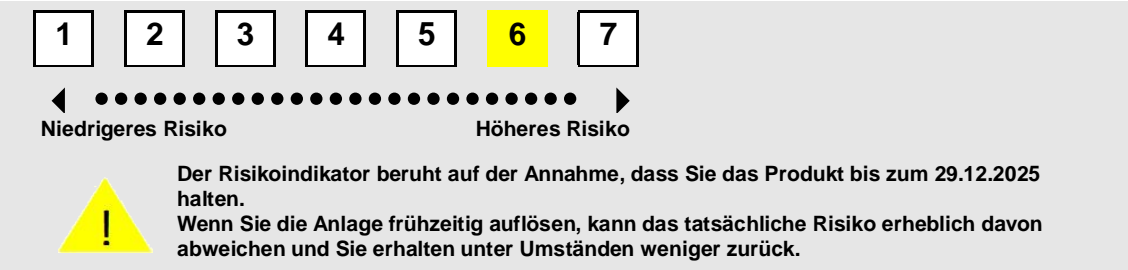 1 2 3 4 5 6 7
Niedrigeres Risiko Höheres Risiko
Der Risikoindikator beruht auf der Annahme, dass Sie das Produkt bis zum 29.12.2025
halten.
Wenn Sie die Anlage frühzeitig auflösen, kann das tatsächliche Risiko erheblich davon
abweichen und Sie erhalten unter Umständen weniger zurück.
!